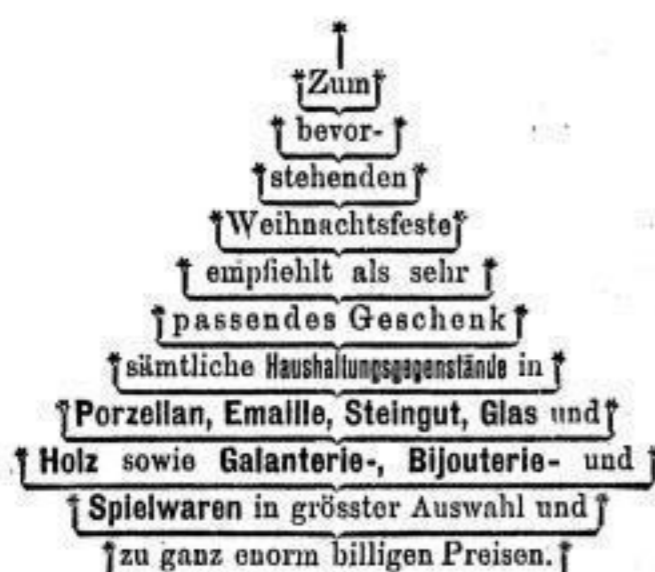 Zum
bevor-
stehenden
Weihnachtsfeste
empfiehlt als sehr
passendes Geschenk
sämtliche Haushaltungsgegenstände in
Porzellan, Emaille, Steingut, Glas und
Holz sowie Galanterie-, Bijouterie- und
Spielwaren in grösster Auswahl und
zu ganz enorm billigen Preisen.